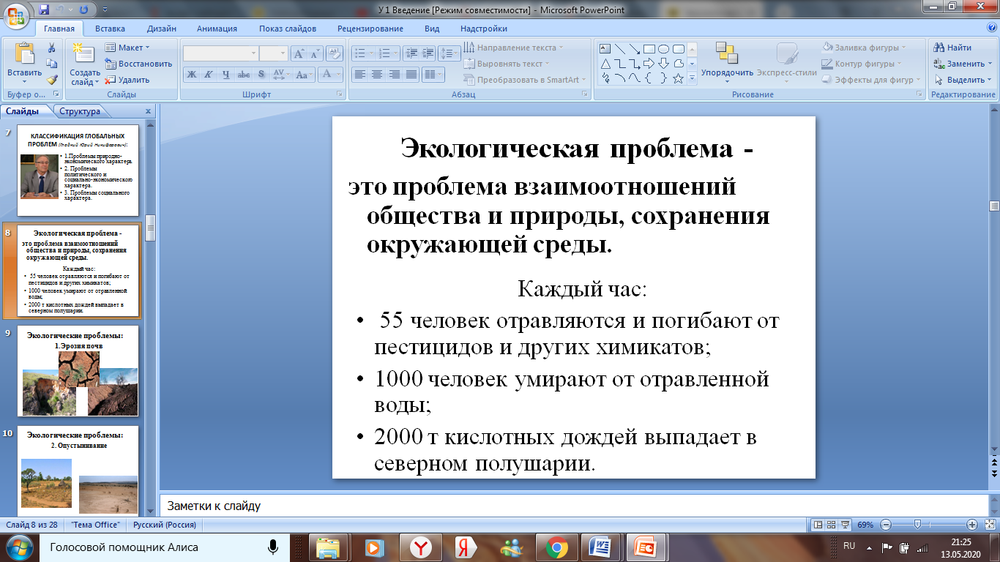 У 1 Введение [Режим совместимости] - Microsoft PowerPoint
Главная Вставка Дизайн Анимация Показ слайдов Рецензирование Вид Надстройки
Вставить
Создать слайд
Макет
Восстановить
Удалить
Направление текста
Выровнять текст
Преобразовать в SmartArt
Упорядочить
Экспресс-стили
Заливка фигуры
Контур фигуры
Эффекты для фигур
Найти
Заменить
Выделить
Буфер о... Слайды Шрифт Абзац Рисование Редактирование
Слайды Структура x
7
КЛАССИФИКАЦИЯ ГЛОБАЛЬНЫХ
ПРОБЛЕМ (Гладкий Юрий Никифорович):
• 1.Проблемы природно-
экономического характера.
• 2. Проблемы
политического и
социально-экономического
характера.
• 3. Проблемы социального
характера.
8
Экологическая проблема -
это проблема взаимоотношений
общества и природы, сохранения
окружающей среды.
Каждый час:
• 55 человек отравляются и погибают от
пестицидов и других химикатов;
• 1000 человек умирают от отравленной
воды;
• 2000 т кислотных дождей выпадает в
северном полушарии.
9
Экологические проблемы:
1.Эрозия почв
10
Экологические проблемы:
2. Опустынивание
Экологическая проблема -
это проблема взаимоотношений
общества и природы, сохранения
окружающей среды.
Каждый час:
• 55 человек отравляются и погибают от
пестицидов и других химикатов;
• 1000 человек умирают от отравленной
воды;
• 2000 т кислотных дождей выпадает в
северном полушарии.
Заметки к слайду
Слайд 8 из 28 "Тема Office" Русский (Россия) 69%
Голосовой помощник Алиса
RU
21:25
13.05.2020